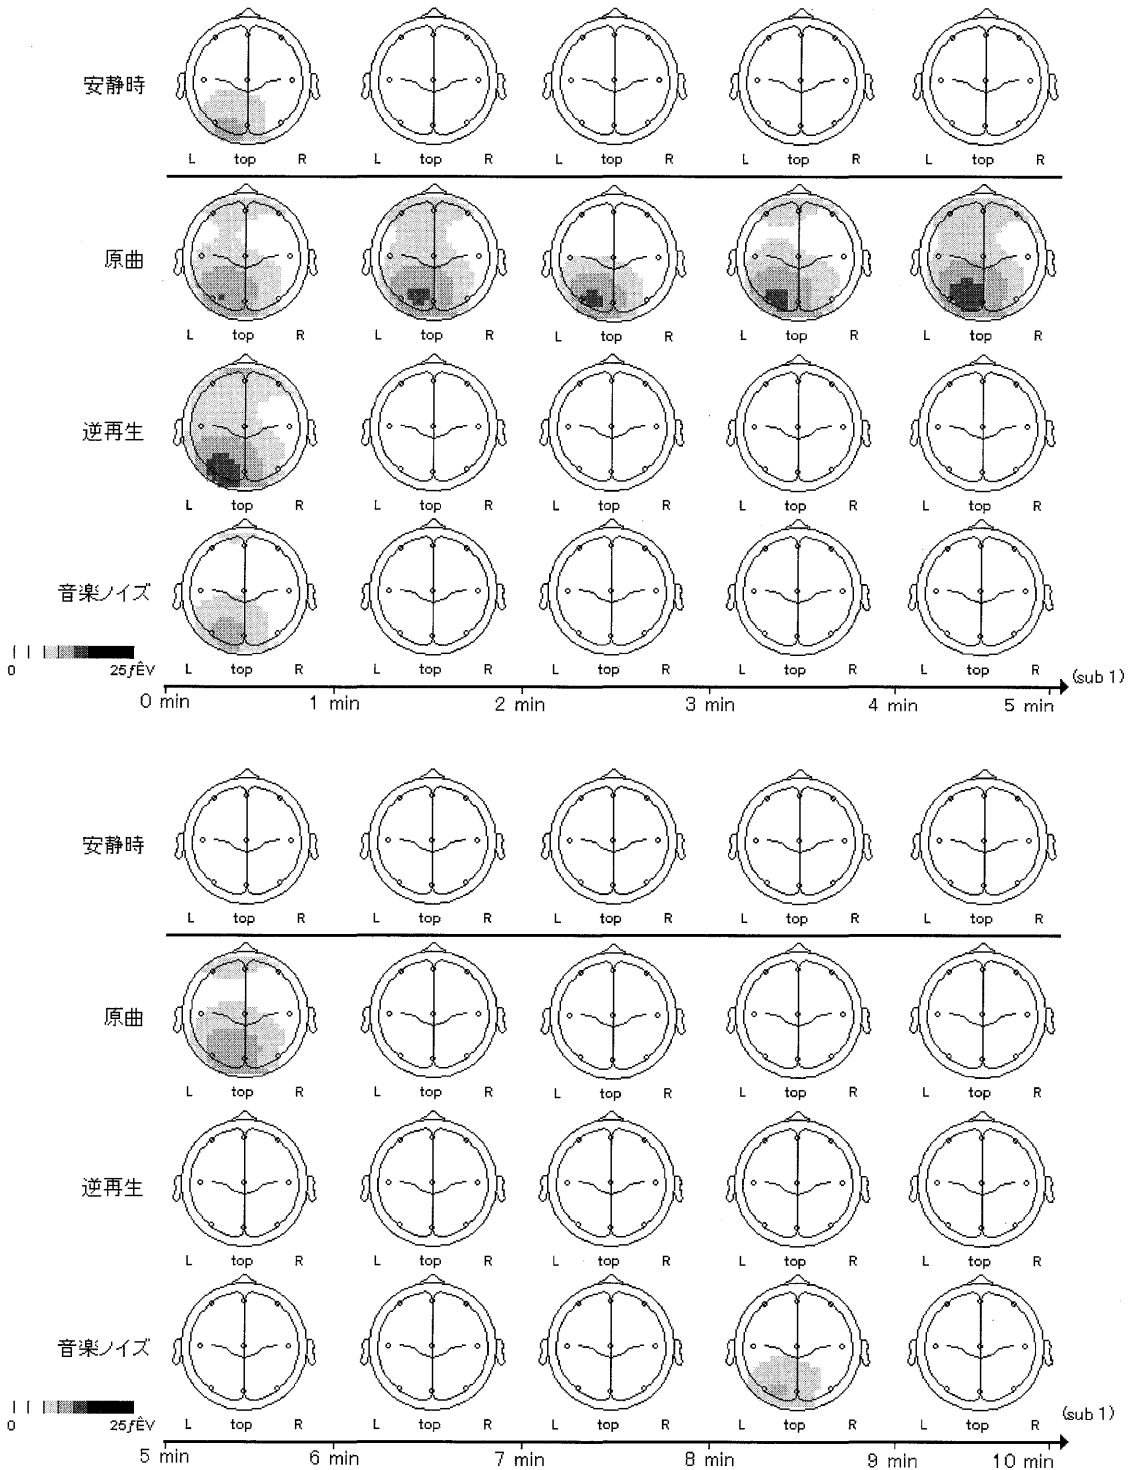 安静時
L top R L top R L top R L top R L top R
原曲
L top R L top R L top R L top R L top R
逆再生
L top R L top R L top R L top R L top R
音楽ノイズ
L top R L top R L top R L top R L top R
0 25ƒÊV
(sub 1)
0 min 1 min 2 min 3 min 4 min 5 min
安静時
L top R L top R L top R L top R L top R
原曲
L top R L top R L top R L top R L top R
逆再生
L top R L top R L top R L top R L top R
音楽ノイズ
L top R L top R L top R L top R L top R
0 25ƒÊV
(sub 1)
5 min 6 min 7 min 8 min 9 min 10 min